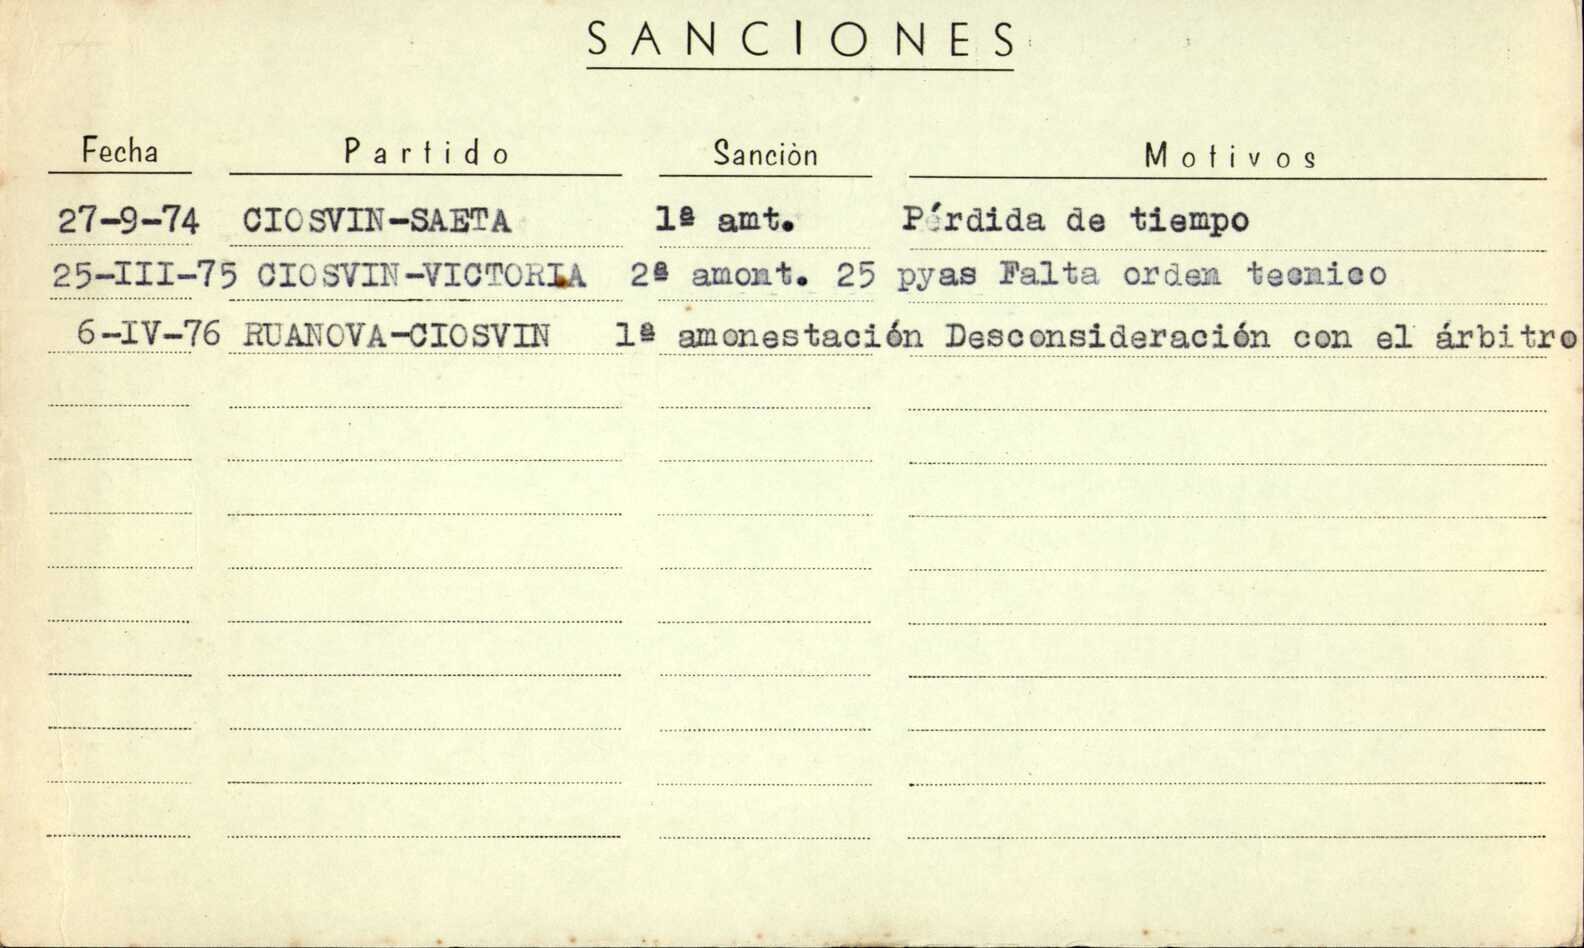 SANCIONES
Fecha Partido Sanción Motivos
27-9-74 CIOSVIN-SAETA 1ª amt. Pérdida de tiempo
25-III-75 CIOSVIN-VICTORIA 2ª amont. 25 pyas Falta orden tecnico
6-IV-76 RUANOVA-CIOSVIN 1ª amonestación Desconsideración con el árbitro